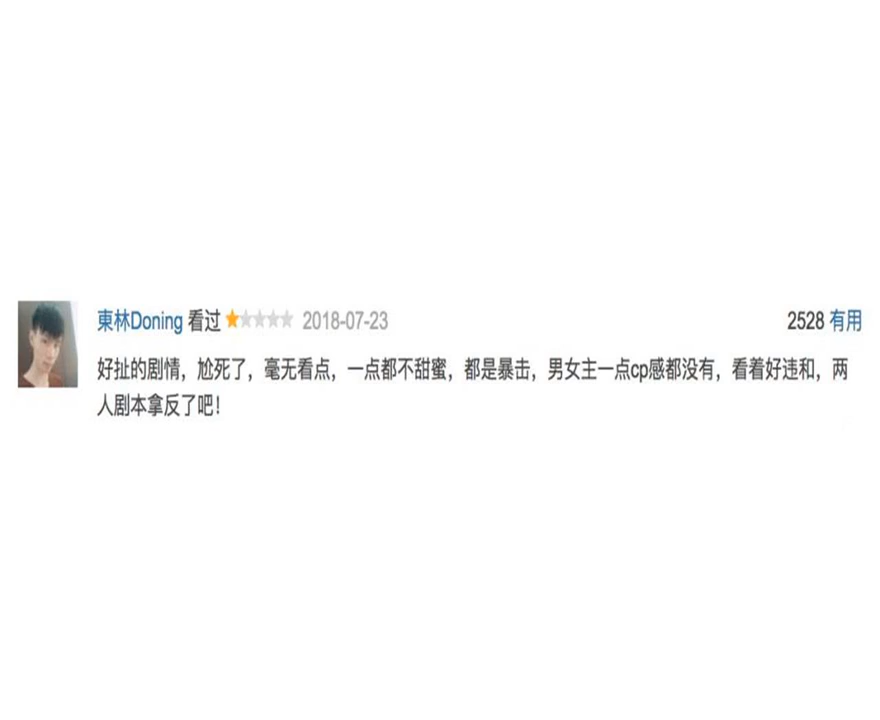 東林Doning 看过 2018-07-23 2528 有用
好扯的剧情，尬死了，毫无看点，一点都不甜蜜，都是暴击，男女主一点cp感都没有，看着好违和，两
人剧本拿反了吧！